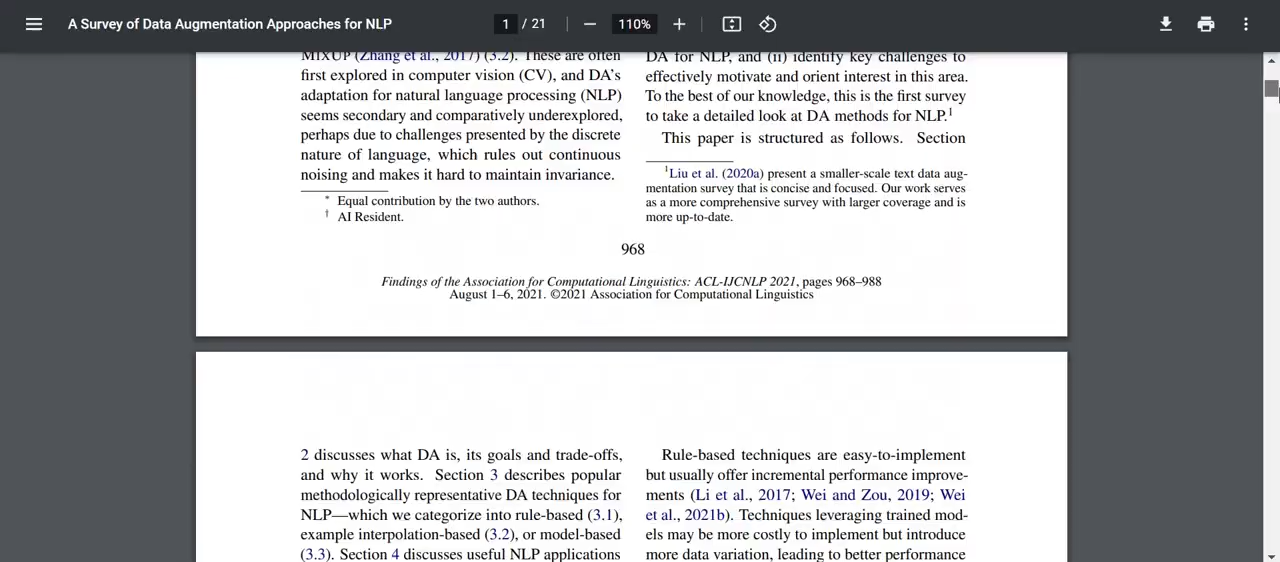 A Survey of Data Augmentation Approaches for NLP
1 / 21
110%
MIXUP (Zhang et al., 2017) (3.2). These are often
first explored in computer vision (CV), and DA's
adaptation for natural language processing (NLP)
seems secondary and comparatively underexplored,
perhaps due to challenges presented by the discrete
nature of language, which rules out continuous
noising and makes it hard to maintain invariance.
* Equal contribution by the two authors.
† AI Resident.
DA for NLP, and (ii) identify key challenges to
effectively motivate and orient interest in this area.
To the best of our knowledge, this is the first survey
to take a detailed look at DA methods for NLP.1
This paper is structured as follows. Section
1Liu et al. (2020a) present a smaller-scale text data aug-
mentation survey that is concise and focused. Our work serves
as a more comprehensive survey with larger coverage and is
more up-to-date.
968
Findings of the Association for Computational Linguistics: ACL-IJCNLP 2021, pages 968–988
August 1–6, 2021. ©2021 Association for Computational Linguistics
2 discusses what DA is, its goals and trade-offs,
and why it works. Section 3 describes popular
methodologically representative DA techniques for
NLP—which we categorize into rule-based (3.1),
example interpolation-based (3.2), or model-based
(3.3). Section 4 discusses useful NLP applications
Rule-based techniques are easy-to-implement
but usually offer incremental performance improve-
ments (Li et al., 2017; Wei and Zou, 2019; Wei
et al., 2021b). Techniques leveraging trained mod-
els may be more costly to implement but introduce
more data variation, leading to better performance